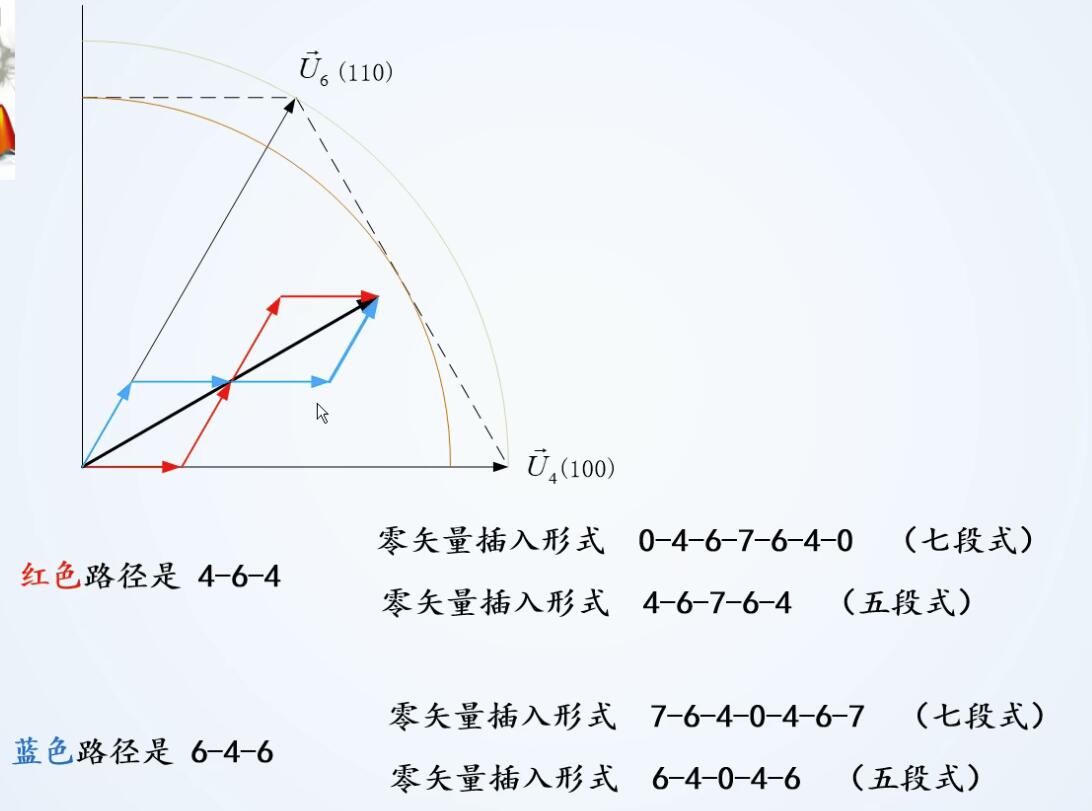 U⃗₆ (110)
U⃗₄(100)
零矢量插入形式 0-4-6-7-6-4-0 （七段式）
红色路径是 4-6-4
零矢量插入形式 4-6-7-6-4 （五段式）
零矢量插入形式 7-6-4-0-4-6-7 （七段式）
蓝色路径是 6-4-6
零矢量插入形式 6-4-0-4-6 （五段式）